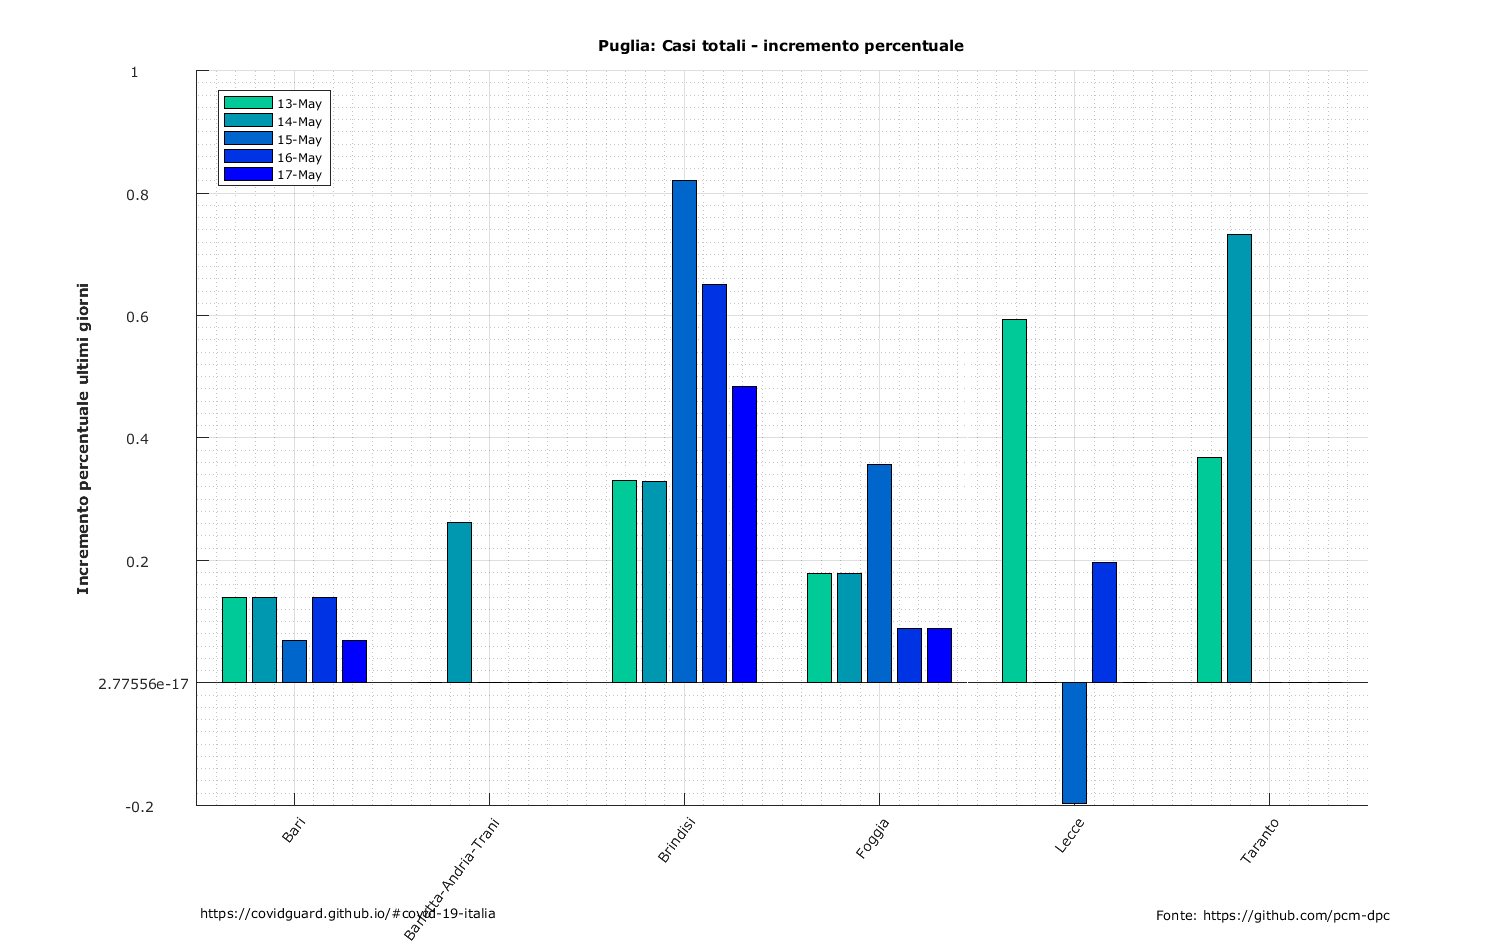 Puglia: Casi totali - incremento percentuale
Incremento percentuale ultimi giorni
1
0.8
0.6
0.4
0.2
2.77556e-17
-0.2
13-May
14-May
15-May
16-May
17-May
Bari
Barletta-Andria-Trani
Brindisi
Foggia
Lecce
Taranto
https://covidguard.github.io/#covid-19-italia
Fonte: https://github.com/pcm-dpc